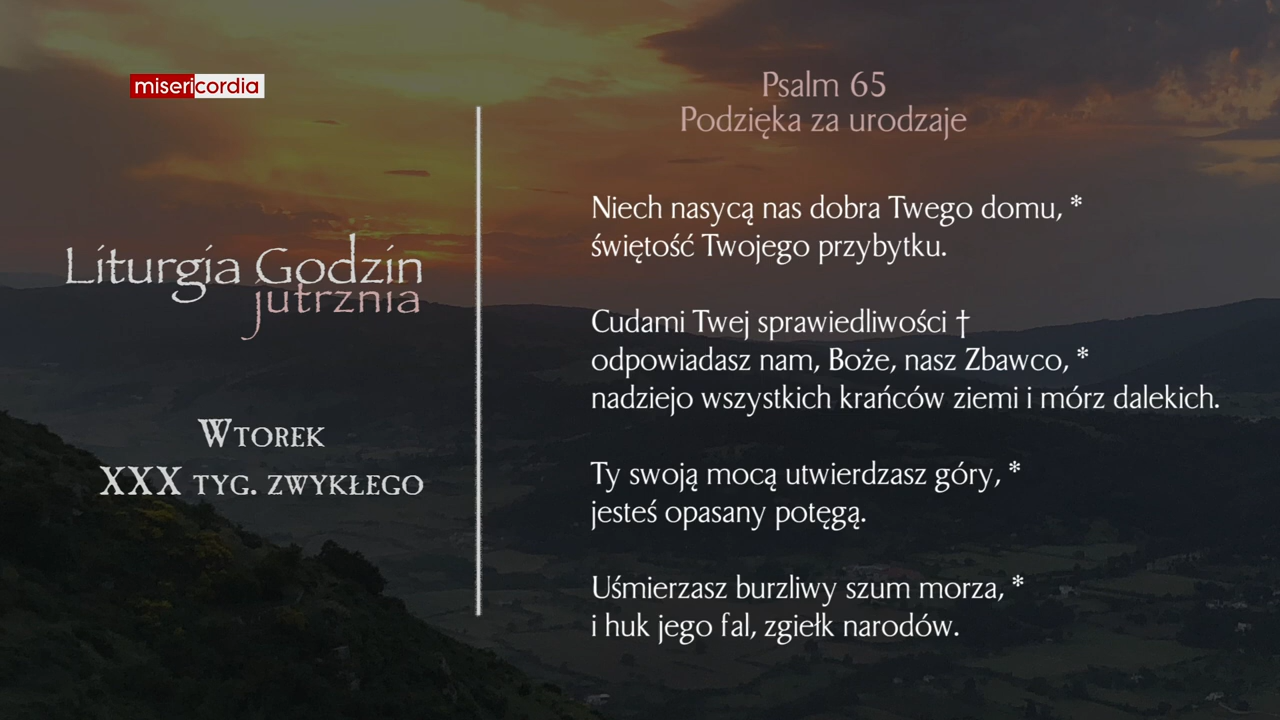 misericordia
Liturgia Godzin
jutrznia
Wtorek
XXX tyg. zwykłego
Psalm 65
Podzięka za urodzaje
Niech nasycą nas dobra Twego domu, *
świętość Twojego przybytku.
Cudami Twej sprawiedliwości †
odpowiadasz nam, Boże, nasz Zbawco, *
nadziejo wszystkich krańców ziemi i mórz dalekich.
Ty swoją mocą utwierdzasz góry, *
jesteś opasany potęgą.
Uśmierzasz burzliwy szum morza, *
i huk jego fal, zgiełk narodów.